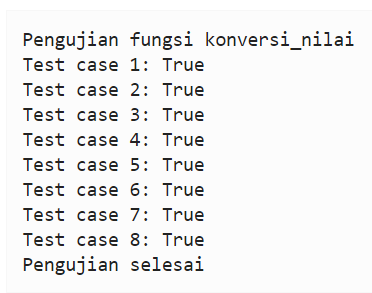 Pengujian fungsi konversi_nilai
Test case 1: True
Test case 2: True
Test case 3: True
Test case 4: True
Test case 5: True
Test case 6: True
Test case 7: True
Test case 8: True
Pengujian selesai